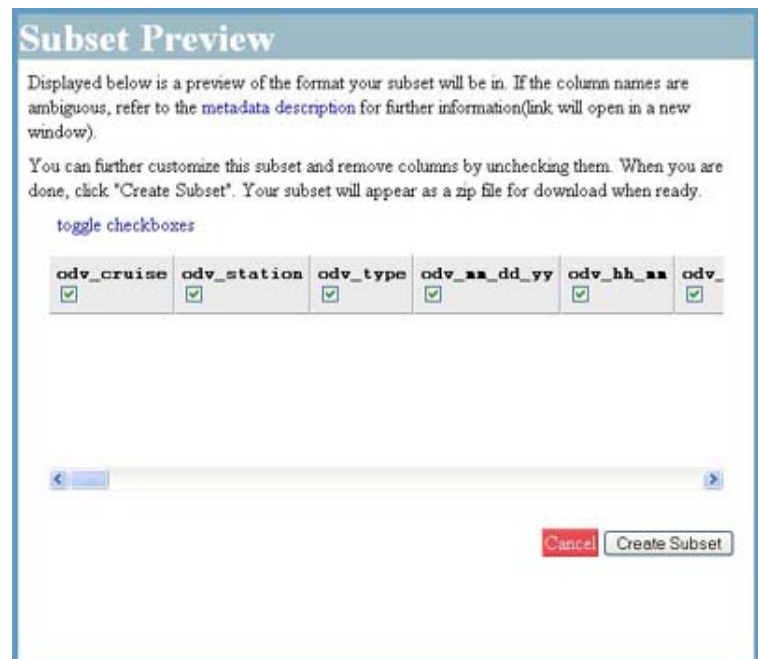 Subset Preview
Displayed below is a preview of the format your subset will be in. If the column names are
ambiguous, refer to the metadata description for further information(link will open in a new
window).
You can further customize this subset and remove columns by unchecking them. When you are
done, click "Create Subset". Your subset will appear as a zip file for download when ready.
toggle checkboxes
odv_cruise odv_station odv_type odv_mm_dd_yy odv_hh_mm odv_
Cancel Create Subset